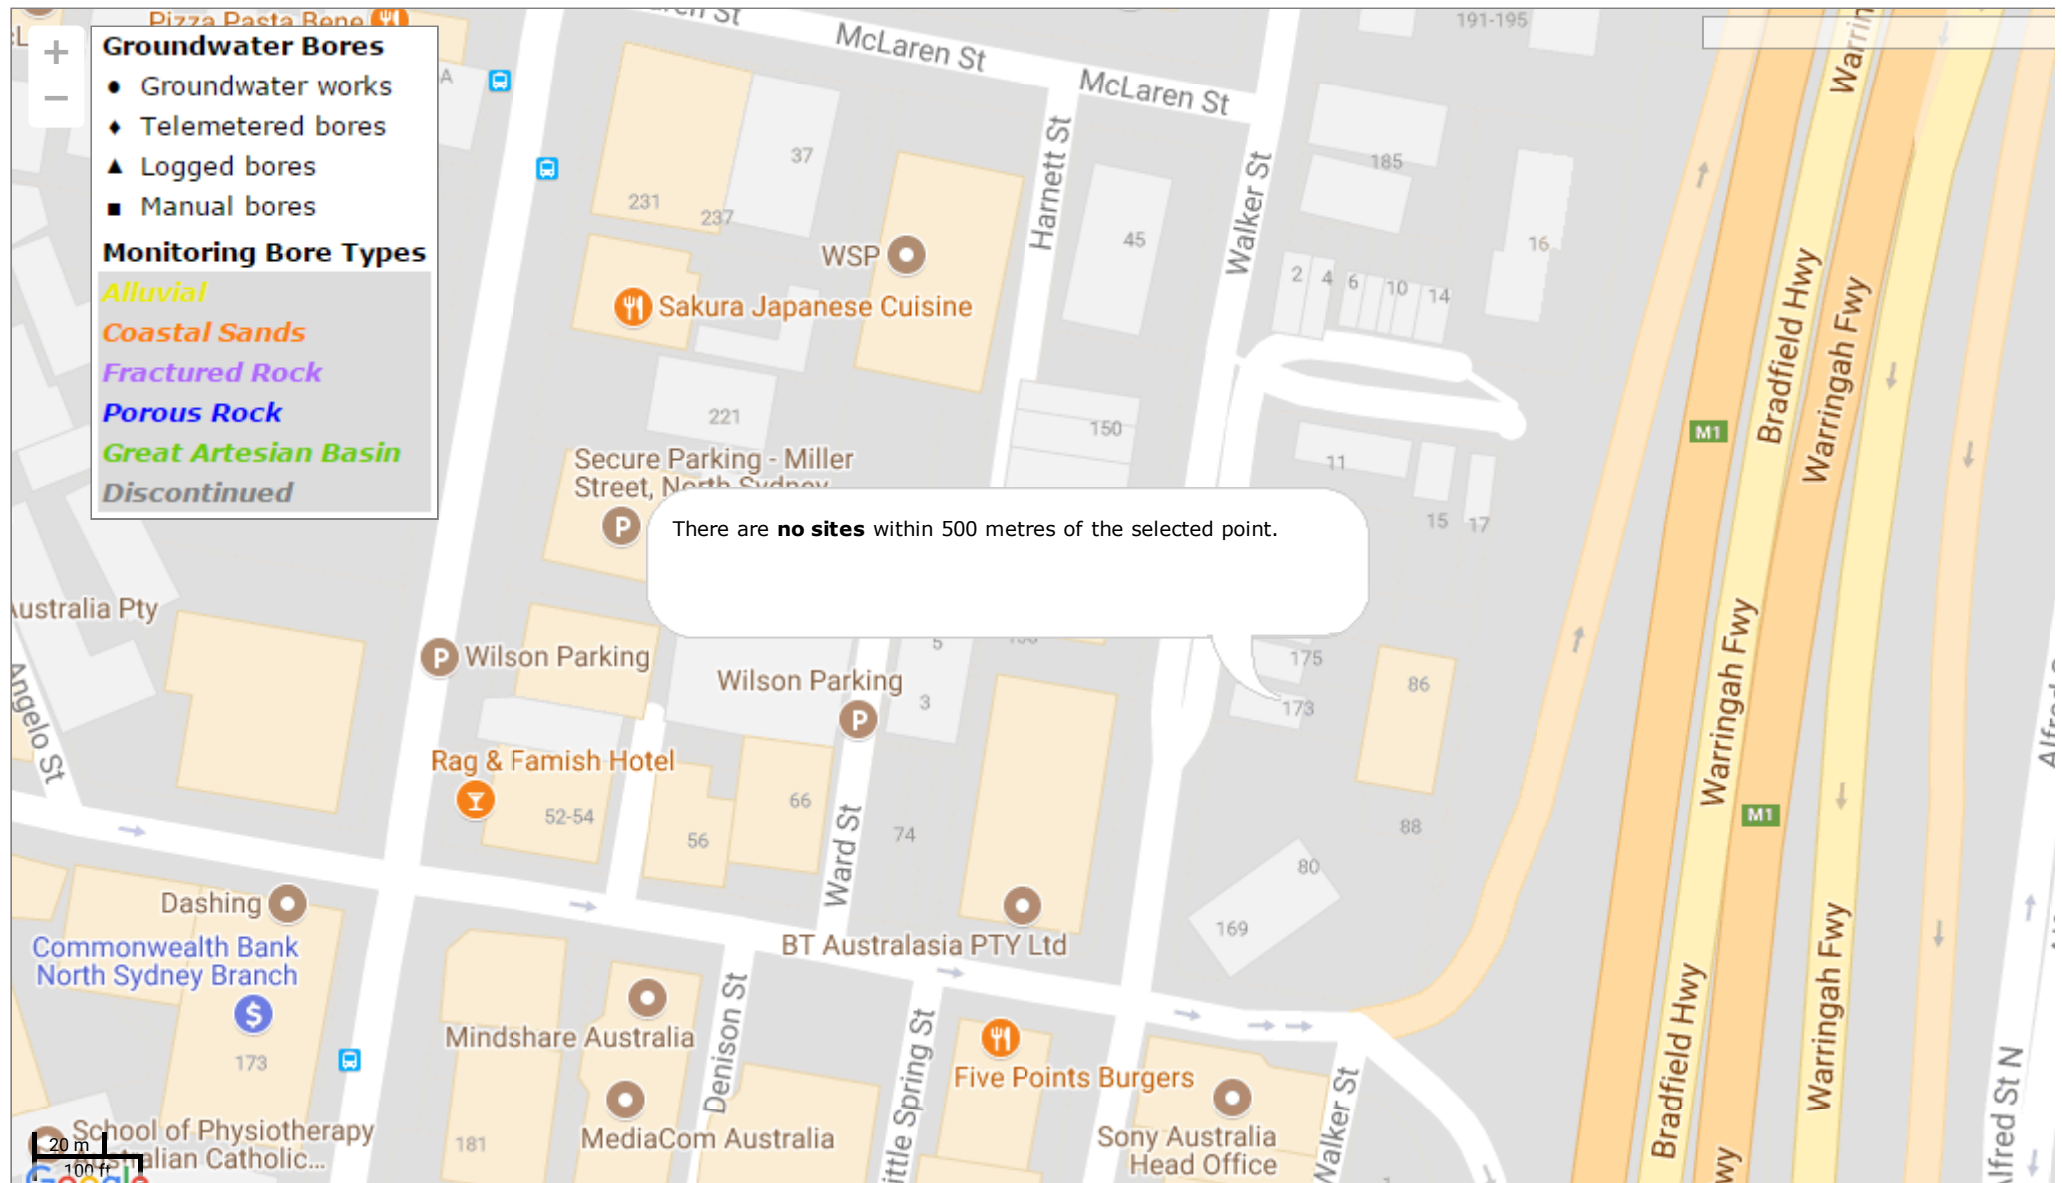 Pizza Pasta Bene
McLaren St
McLaren St
191-195
Groundwater Bores
Groundwater works
Telemetered bores
Logged bores
Manual bores
Monitoring Bore Types
Alluvial
Coastal Sands
Fractured Rock
Porous Rock
Great Artesian Basin
Discontinued
+
−
A
37
231
237
WSP
Sakura Japanese Cuisine
Harnett St
45
Walker St
185
16
2
4
6
10
14
Bradfield Hwy
Warringah Fwy
M1
221
150
11
15
17
Secure Parking - Miller
Street, North Sydney
P
There are no sites within 500 metres of the selected point.
Australia Pty
P
Wilson Parking
Wilson Parking
P
5
3
175
173
86
Warringah Fwy
M1
Angelo St
Rag & Famish Hotel
52-54
56
66
Ward St
74
88
80
169
Dashing
Commonwealth Bank
North Sydney Branch
$
173
BT Australasia PTY Ltd
Mindshare Australia
Denison St
Little Spring St
Five Points Burgers
MediaCom Australia
Sony Australia
Head Office
Walker St
Bradfield Hwy
Warringah Fwy
Alfred St N
181
School of Physiotherapy
Australian Catholic...
20 m
100 ft
Google